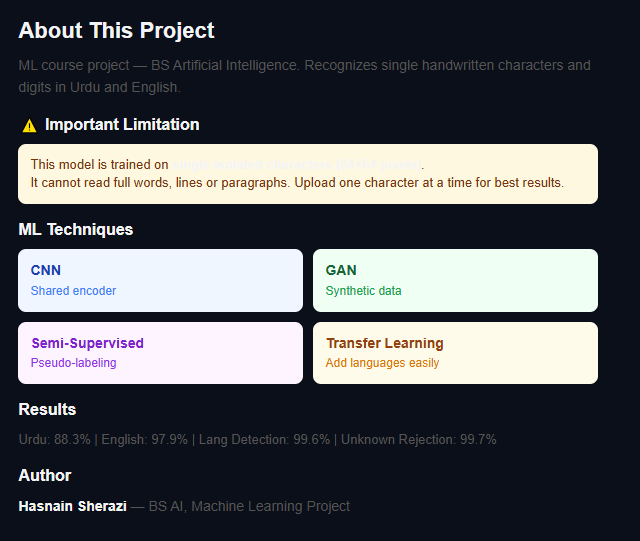 About This Project
ML course project — BS Artificial Intelligence. Recognizes single handwritten characters and
digits in Urdu and English.
⚠ Important Limitation
This model is trained on single isolated characters and digits only.
It cannot read full words, lines or paragraphs. Upload one character at a time for best results.
ML Techniques
CNN
Shared encoder
GAN
Synthetic data
Semi-Supervised
Pseudo-labeling
Transfer Learning
Add languages easily
Results
Urdu: 88.3% | English: 97.9% | Lang Detection: 99.6% | Unknown Rejection: 99.7%
Author
Hasnain Sherazi — BS AI, Machine Learning Project